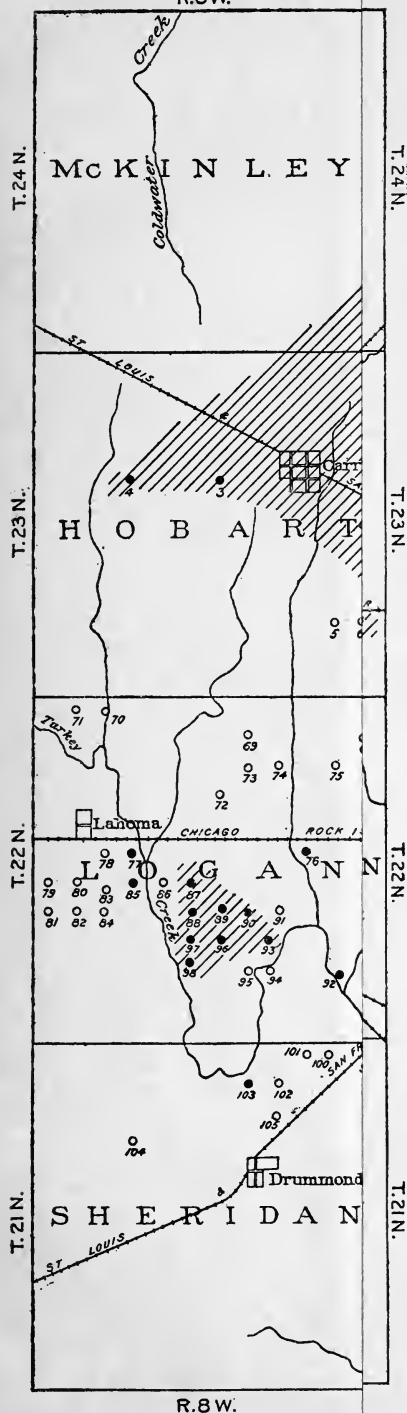 Creek
T.24 N.
McKINLEY
T.24 N.
Coldwater
ST LOUIS
Carr
4
3
T.23 N.
HOBART
T.23 N.
5
71
70
Turkey
69
73
74
75
72
Lahoma
CHICAGO ROCK I
78
77
76
T.22 N.
LOGAN N
T.22 N.
79
80
83
85
86
87
81
82
84
Creek
88
89
90
91
97
96
93
98
95
94
92
101
100
SAN FR
103
102
105
104
Drummond
T.21 N.
SHERIDAN
T.21 N.
ST LOUIS &
R.8 W.